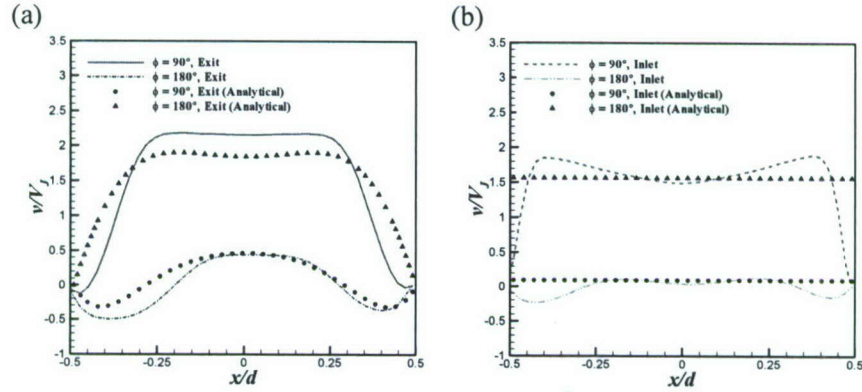 (a)
3.5
3
2.5
2
1.5
1
0.5
0
-0.5
-1
v/V_J
ϕ = 90°, Exit
ϕ = 180°, Exit
ϕ = 90°, Exit (Analytical)
ϕ = 180°, Exit (Analytical)
-0.5 -0.25 0 0.25 0.5
x/d
(b)
3.5
3
2.5
2
1.5
1
0.5
0
-0.5
-1
v/V_J
ϕ = 90°, Inlet
ϕ = 180°, Inlet
ϕ = 90°, Inlet (Analytical)
ϕ = 180°, Inlet (Analytical)
-0.5 -0.25 0 0.25 0.5
x/d